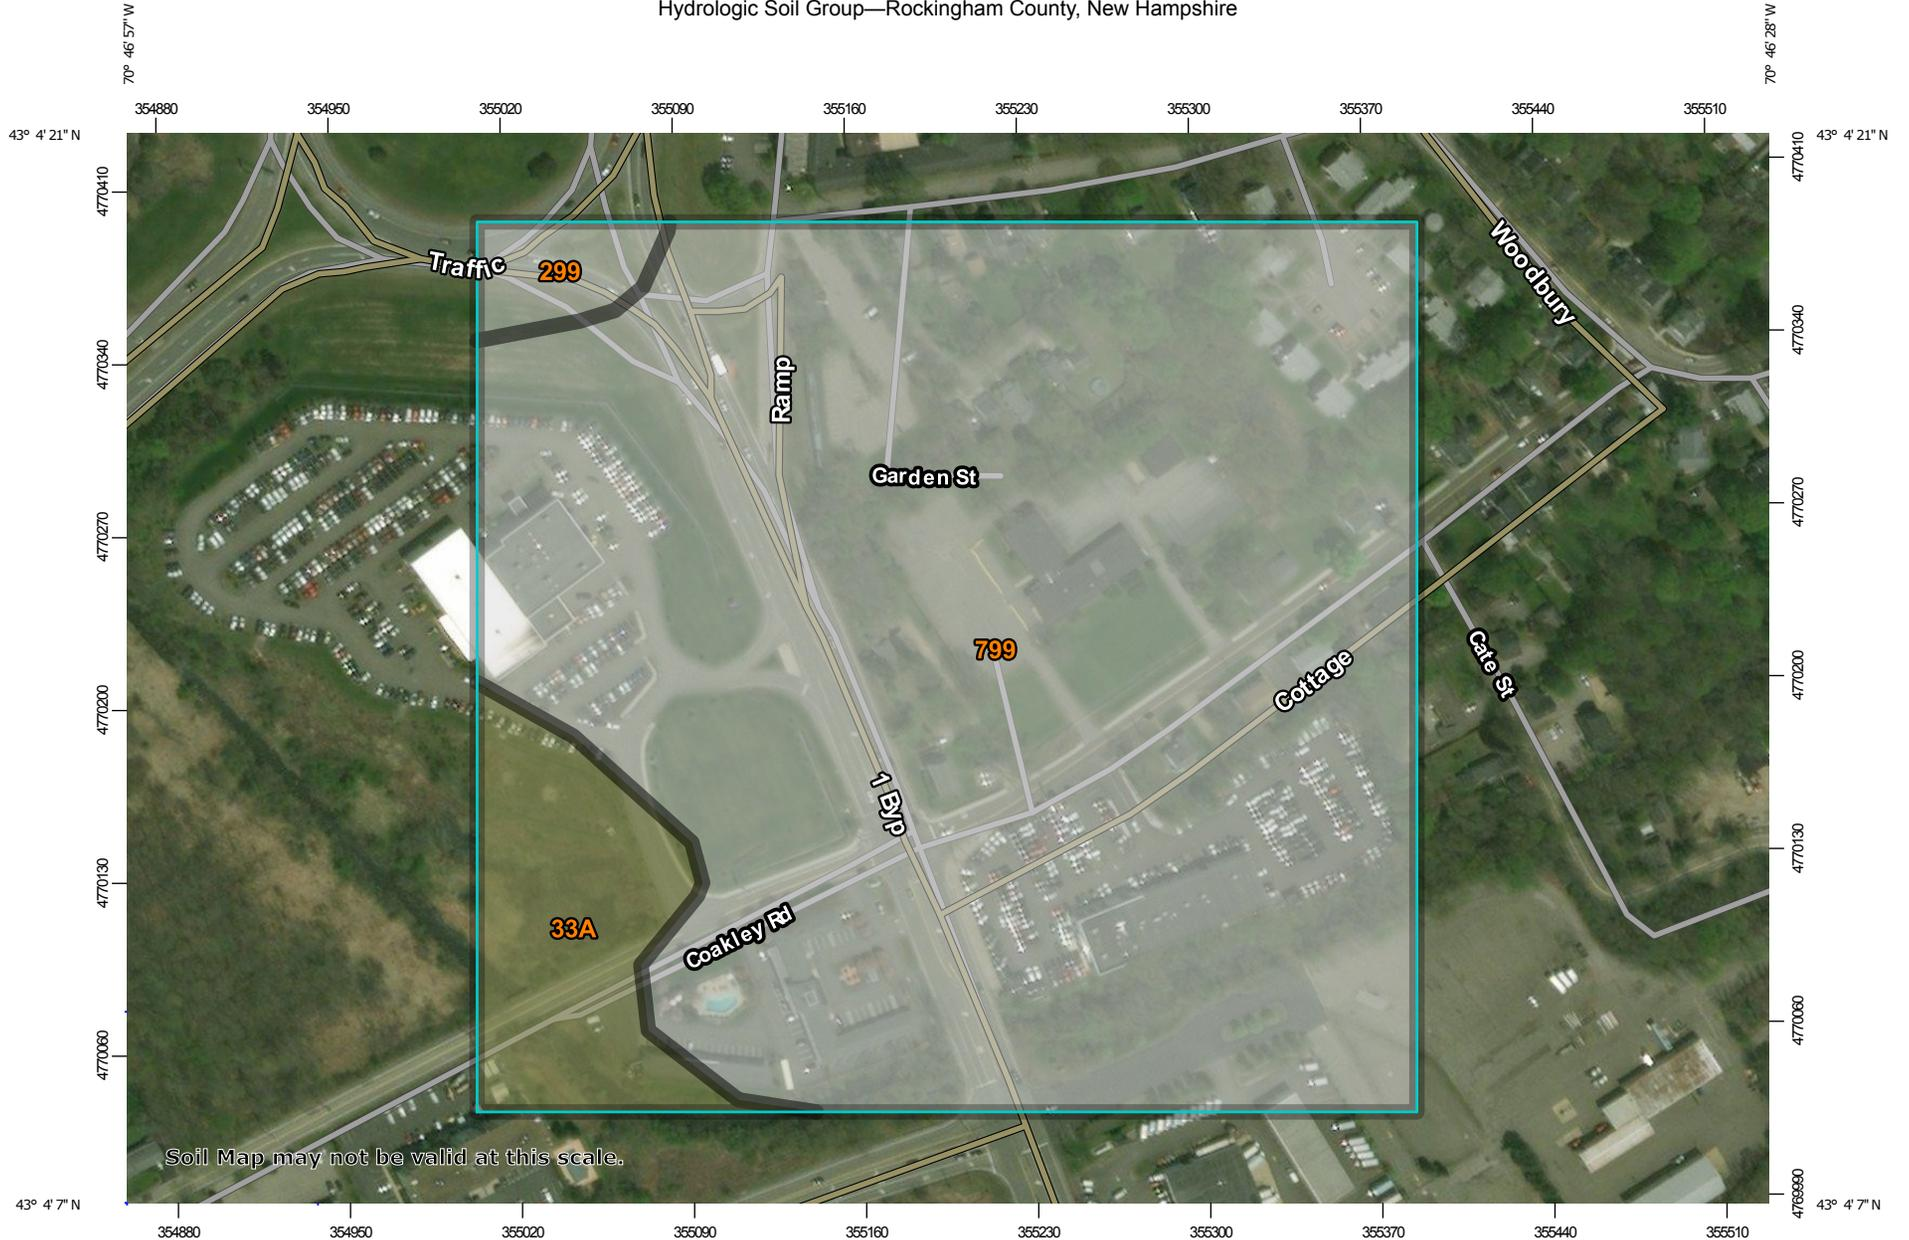 Hydrologic Soil Group—Rockingham County, New Hampshire
70° 46' 57'' W
70° 46' 28'' W
354880 354950 355020 355090 355160 355230 355300 355370 355440 355510
43° 4' 21'' N
43° 4' 21'' N
4770410
4770340
4770270
4770200
4770130
4770060
4770410
4770340
4770270
4770200
4770130
4770060
4769990
Traffic
299
Woodbury
Ramp
Garden St
799
Cottage
Cate St
1 Byp
33A
Coakley Rd
Soil Map may not be valid at this scale.
43° 4' 7'' N
43° 4' 7'' N
354880 354950 355020 355090 355160 355230 355300 355370 355440 355510